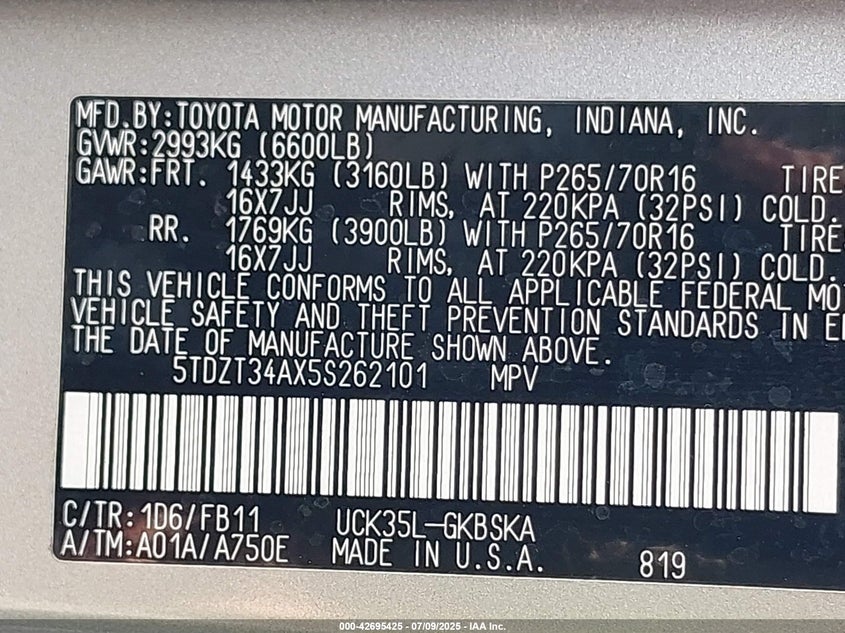 MFD.BY:TOYOTA MOTOR MANUFACTURING, INDIANA, INC.
GVWR:2993KG (6600LB)
GAWR:FRT. 1433KG (3160LB) WITH P265/70R16 TIRE
16X7JJ RIMS, AT 220KPA (32PSI) COLD.
RR. 1769KG (3900LB) WITH P265/70R16 TIRE
16X7JJ RIMS, AT 220KPA (32PSI) COLD.
THIS VEHICLE CONFORMS TO ALL APPLICABLE FEDERAL MO
VEHICLE SAFETY AND THEFT PREVENTION STANDARDS IN E
THE DATE OF MANUFACTURE SHOWN ABOVE.
5TDZT34AX5S262101 MPV
C/TR:1D6/FB11 UCK35L-GKBSKA
A/TM:A01A/A750E MADE IN U.S.A. 819
000-42695425 - 07/09/2025 - IAA Inc.